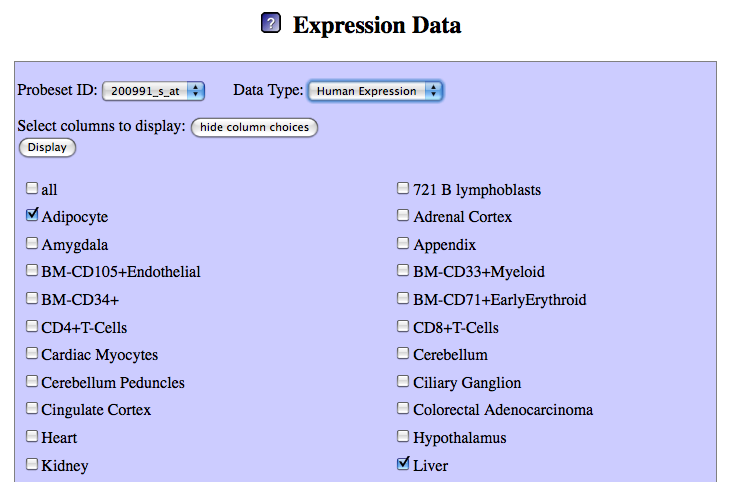 ? Expression Data
Probeset ID: 200991_s_at Data Type: Human Expression
Select columns to display: hide column choices
Display
all 721 B lymphoblasts
Adipocyte Adrenal Cortex
Amygdala Appendix
BM-CD105+Endothelial BM-CD33+Myeloid
BM-CD34+ BM-CD71+EarlyErythroid
CD4+T-Cells CD8+T-Cells
Cardiac Myocytes Cerebellum
Cerebellum Peduncles Ciliary Ganglion
Cingulate Cortex Colorectal Adenocarcinoma
Heart Hypothalamus
Kidney Liver